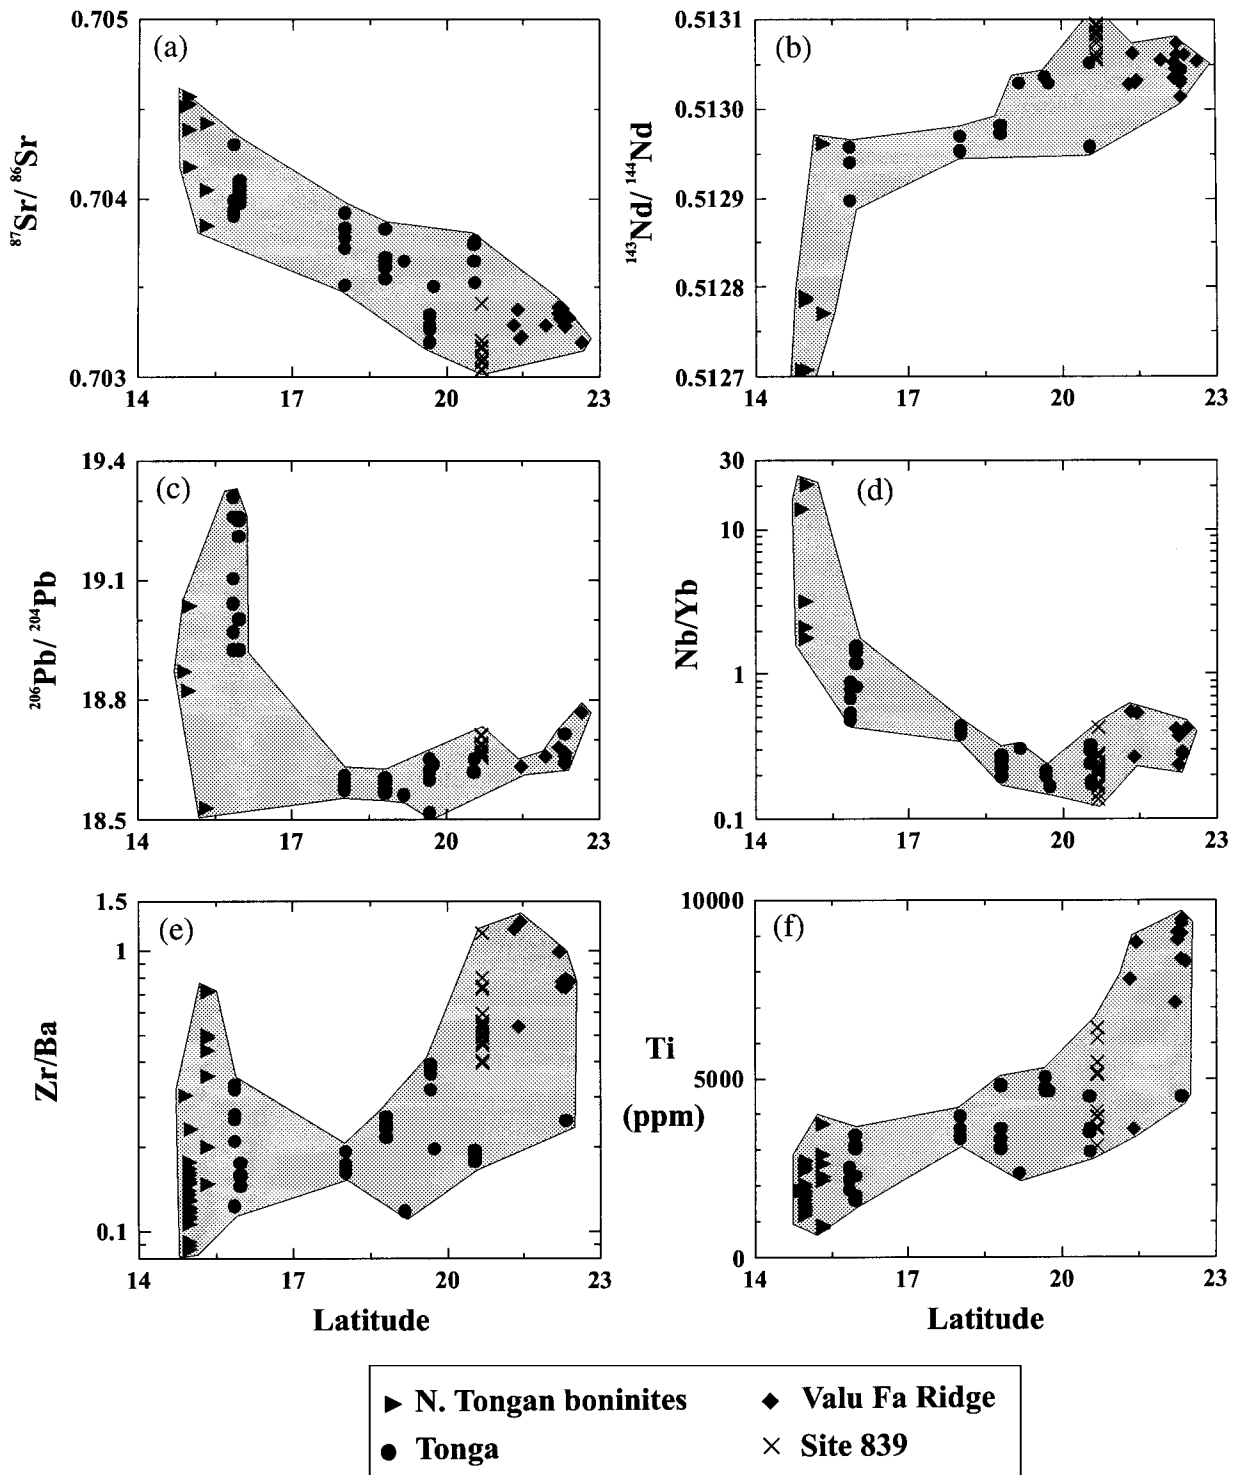 0.705
(a)
0.704
0.703
87Sr/ 86Sr
14 17 20 23
0.5131
(b)
0.5130
0.5129
0.5128
0.5127
143Nd/ 144Nd
14 17 20 23
19.4
(c)
19.1
18.8
18.5
206Pb/ 204Pb
14 17 20 23
30
(d)
10
1
0.1
Nb/Yb
14 17 20 23
1.5
(e)
1
0.1
Zr/Ba
14 17 20 23
Latitude
10000
(f)
5000
0
Ti
(ppm)
14 17 20 23
Latitude
N. Tongan boninites
Valu Fa Ridge
Tonga
Site 839